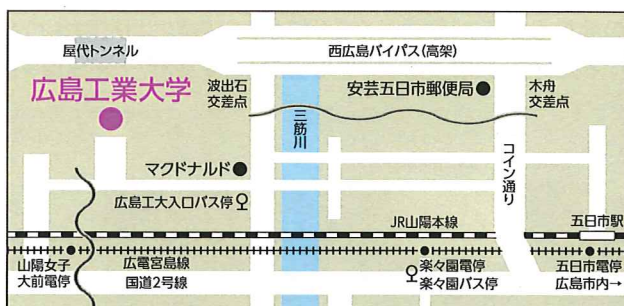 屋代トンネル
西広島バイパス(高架)
広島工業大学
波出石
交差点
三筋川
安芸五日市郵便局
木舟
交差点
マクドナルド
コイン通り
広島工大入口バス停
JR山陽本線
五日市駅
山陽女子
大前電停
広電宮島線
国道2号線
楽々園電停
楽々園バス停
五日市電停
広島市内→